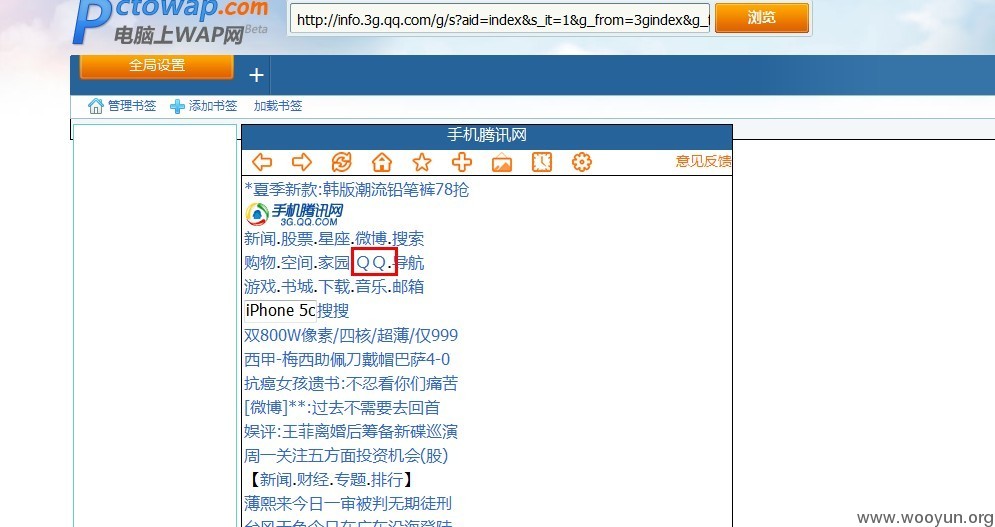 Pctowap.com
电脑上WAP网Beta
http://info.3g.qq.com/g/s?aid=index&s_it=1&g_from=3gindex&g_f
浏览
全局设置
+
管理书签 添加书签 加载书签
手机腾讯网
意见反馈
*夏季新款:韩版潮流铅笔裤78抢
手机腾讯网
3G.QQ.COM
新闻.股票.星座.微博.搜索
购物.空间.家园.QQ.导航
游戏.书城.下载.音乐.邮箱
iPhone 5c搜搜
双800W像素/四核/超薄/仅999
西甲-梅西助佩刀戴帽巴萨4-0
抗癌女孩遗书:不忍看你们痛苦
[微博]**:过去不需要去回首
娱评:王菲离婚后筹备新碟巡演
周一关注五方面投资机会(股)
【新闻.财经.专题.排行】
薄熙来今日一审被判无期徒刑
www.wooyun.org